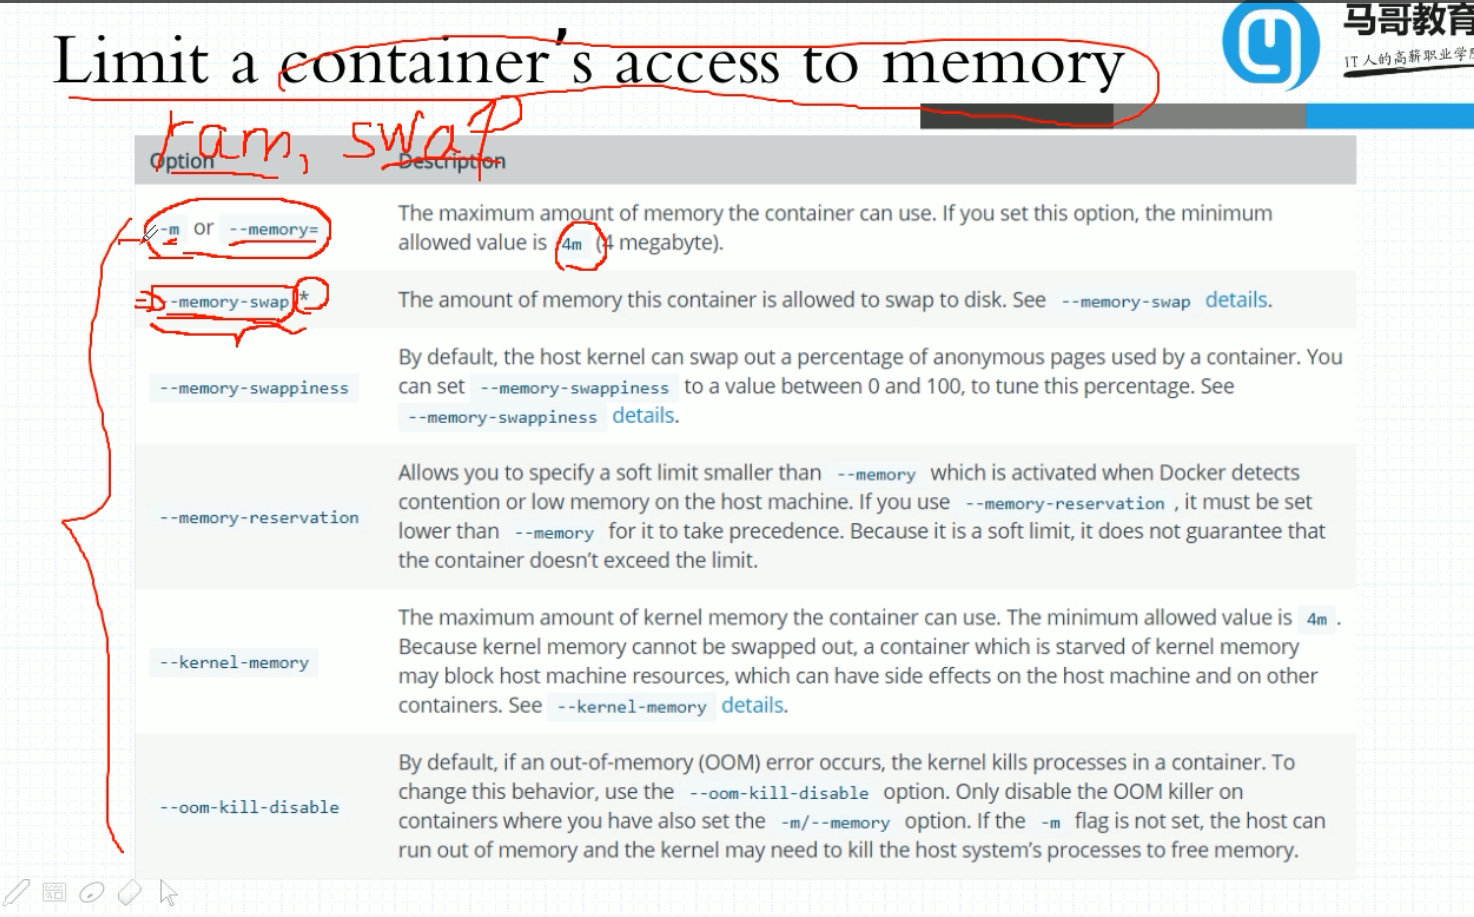 Limit a container's access to memory
马哥教育
IT人的高薪职业学院
ram, swap
Option Description
-m or --memory= The maximum amount of memory the container can use. If you set this option, the minimum
allowed value is 4m (4 megabyte).
--memory-swap * The amount of memory this container is allowed to swap to disk. See --memory-swap details.
By default, the host kernel can swap out a percentage of anonymous pages used by a container. You
--memory-swappiness can set --memory-swappiness to a value between 0 and 100, to tune this percentage. See
--memory-swappiness details.
Allows you to specify a soft limit smaller than --memory which is activated when Docker detects
contention or low memory on the host machine. If you use --memory-reservation , it must be set
--memory-reservation lower than --memory for it to take precedence. Because it is a soft limit, it does not guarantee that
the container doesn't exceed the limit.
The maximum amount of kernel memory the container can use. The minimum allowed value is 4m .
Because kernel memory cannot be swapped out, a container which is starved of kernel memory
--kernel-memory may block host machine resources, which can have side effects on the host machine and on other
containers. See --kernel-memory details.
By default, if an out-of-memory (OOM) error occurs, the kernel kills processes in a container. To
change this behavior, use the --oom-kill-disable option. Only disable the OOM killer on
--oom-kill-disable containers where you have also set the -m/--memory option. If the -m flag is not set, the host can
run out of memory and the kernel may need to kill the host system's processes to free memory.